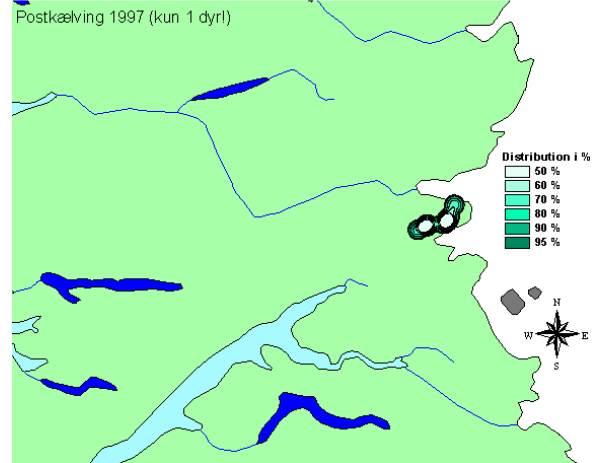 Postkælving 1997 (kun 1 dyr!)
Distribution i %
50 %
60 %
70 %
80 %
90 %
95 %
N
W E
S